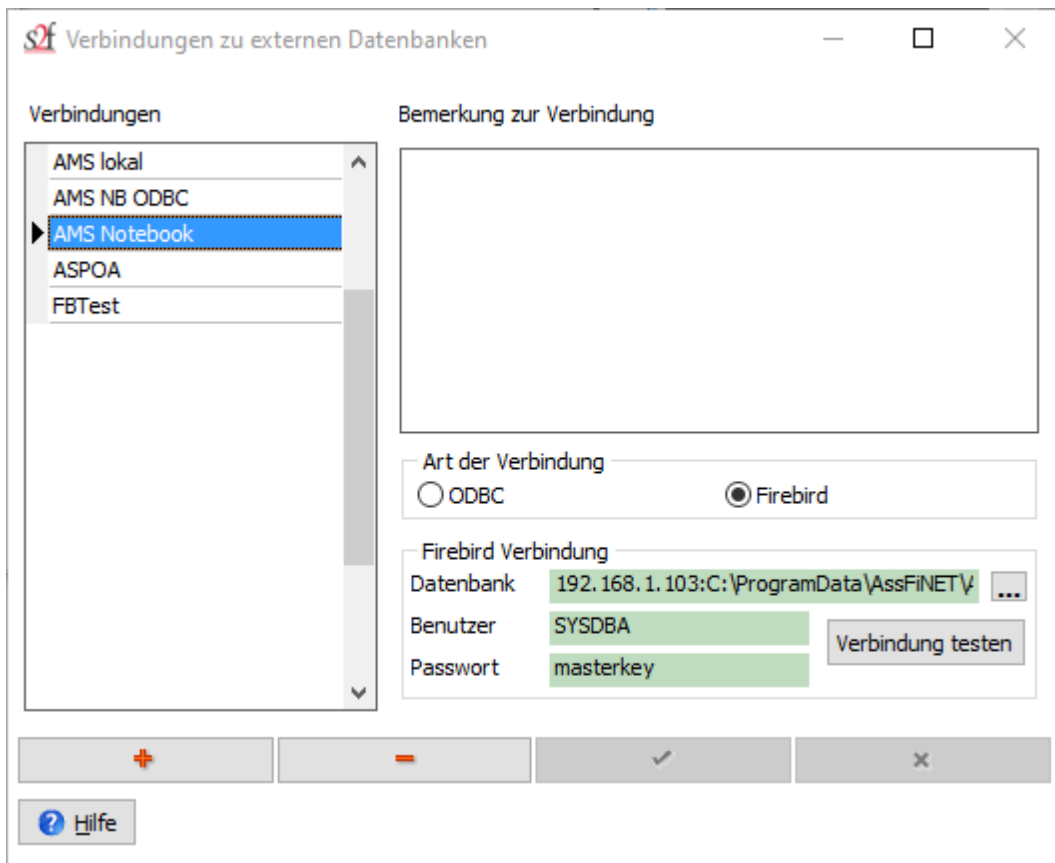 s2f Verbindungen zu externen Datenbanken
Verbindungen
AMS lokal
AMS NB ODBC
AMS Notebook
ASPOA
FBTest
Bemerkung zur Verbindung
Art der Verbindung
ODBC
Firebird
Firebird Verbindung
Datenbank 192.168.1.103:C:\ProgramData\AssFiNET\ ...
Benutzer SYSDBA
Passwort masterkey
Verbindung testen
Hilfe